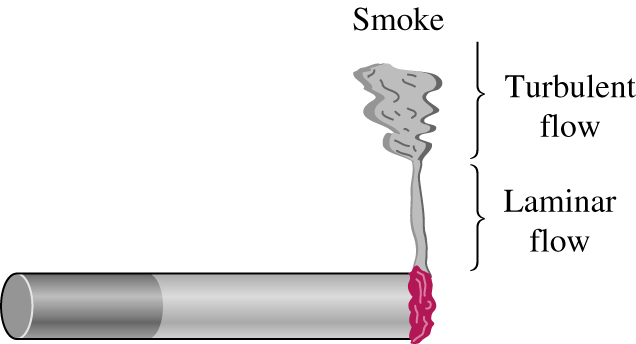 Smoke
Turbulent
flow
Laminar
flow